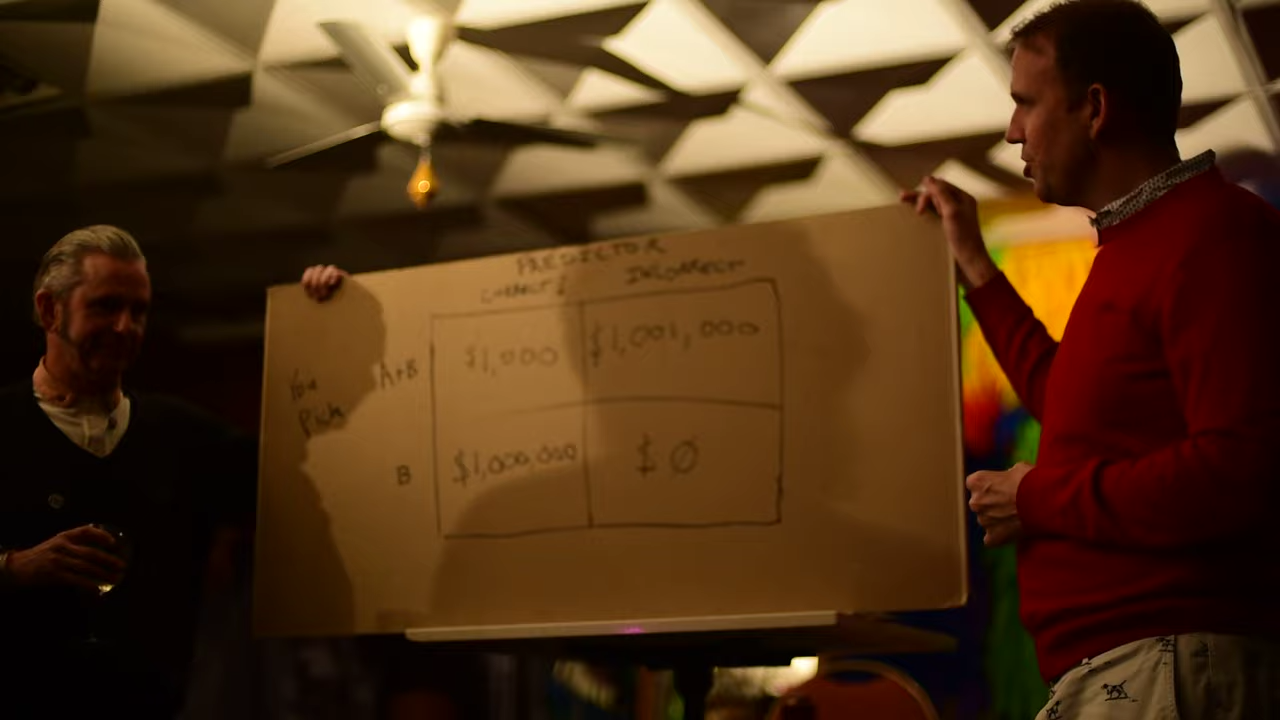 PREDICTOR
CORRECT INCORRECT
You Pick A+B $1,000 $1,001,000
B $1,000,000 $0